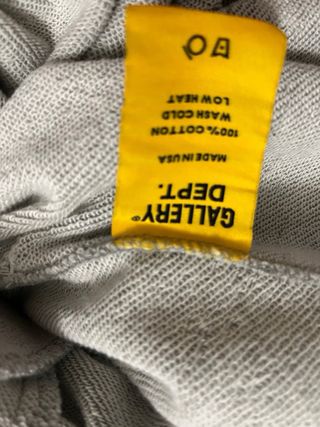 GALLERY®
DEPT.
MADE IN USA
100% COTTON
WASH COLD
LOW HEAT